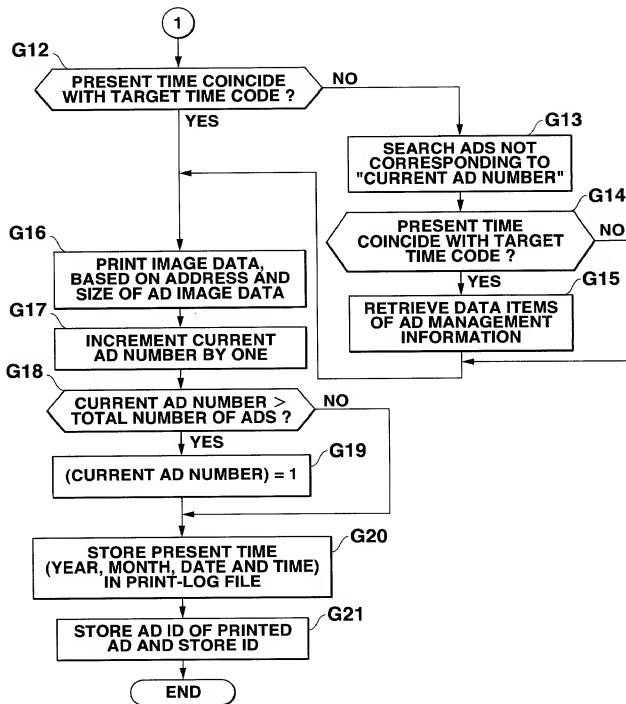 1
G12
PRESENT TIME COINCIDE
WITH TARGET TIME CODE ?
NO
YES
G13
SEARCH ADS NOT
CORRESPONDING TO
"CURRENT AD NUMBER"
G14
PRESENT TIME
COINCIDE WITH TARGET
TIME CODE ?
NO
YES
G15
RETRIEVE DATA ITEMS
OF AD MANAGEMENT
INFORMATION
G16
PRINT IMAGE DATA,
BASED ON ADDRESS AND
SIZE OF AD IMAGE DATA
G17
INCREMENT CURRENT
AD NUMBER BY ONE
G18
CURRENT AD NUMBER >
TOTAL NUMBER OF ADS ?
NO
YES
G19
(CURRENT AD NUMBER) = 1
G20
STORE PRESENT TIME
(YEAR, MONTH, DATE AND TIME)
IN PRINT-LOG FILE
G21
STORE AD ID OF PRINTED
AD AND STORE ID
END